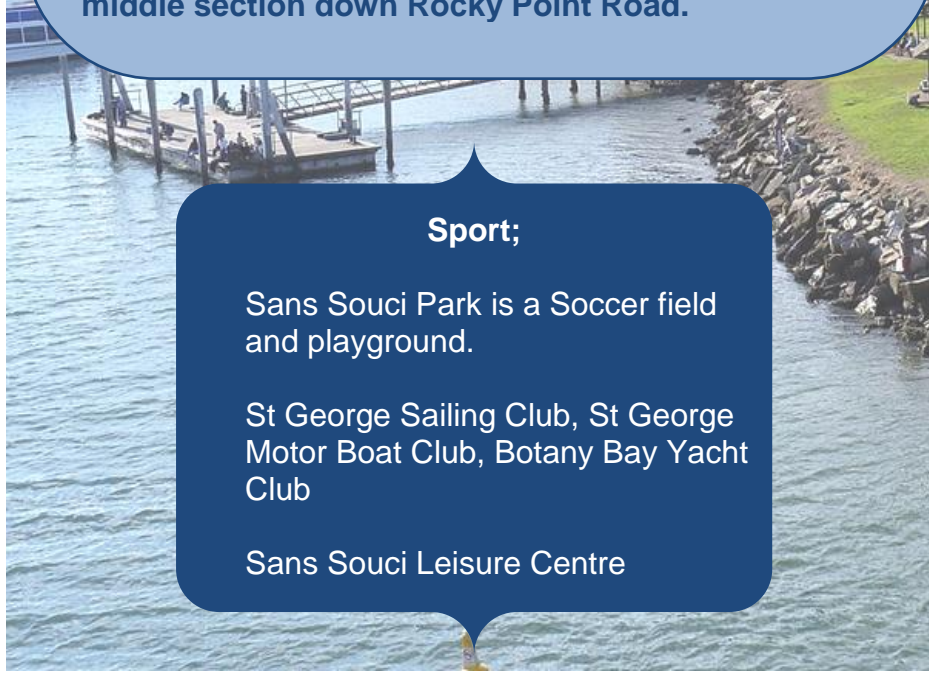 middle section down Rocky Point Road.
Sport;
Sans Souci Park is a Soccer field
and playground.
St George Sailing Club, St George
Motor Boat Club, Botany Bay Yacht
Club
Sans Souci Leisure Centre